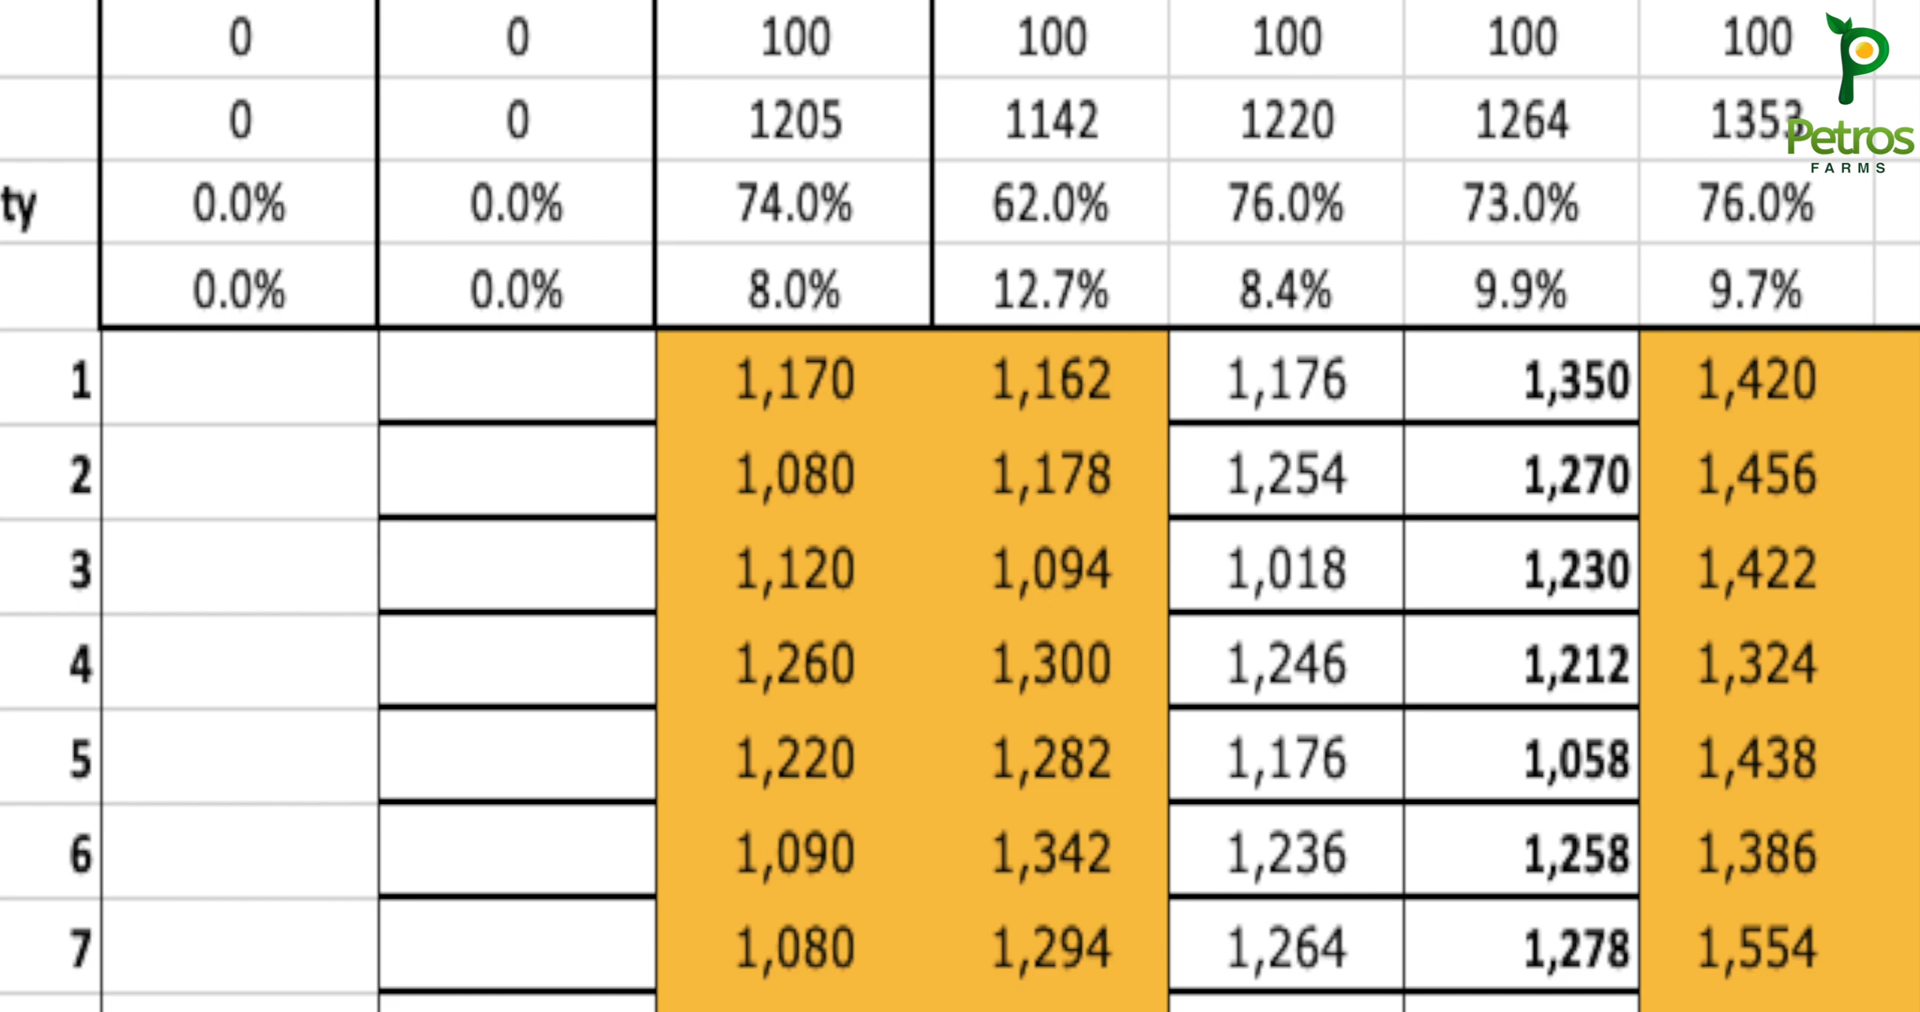 0 0 100 100 100 100 100
0 0 1205 1142 1220 1264 1353
Petros
FARMS
ty 0.0% 0.0% 74.0% 62.0% 76.0% 73.0% 76.0%
0.0% 0.0% 8.0% 12.7% 8.4% 9.9% 9.7%
1 1,170 1,162 1,176 1,350 1,420
2 1,080 1,178 1,254 1,270 1,456
3 1,120 1,094 1,018 1,230 1,422
4 1,260 1,300 1,246 1,212 1,324
5 1,220 1,282 1,176 1,058 1,438
6 1,090 1,342 1,236 1,258 1,386
7 1,080 1,294 1,264 1,278 1,554